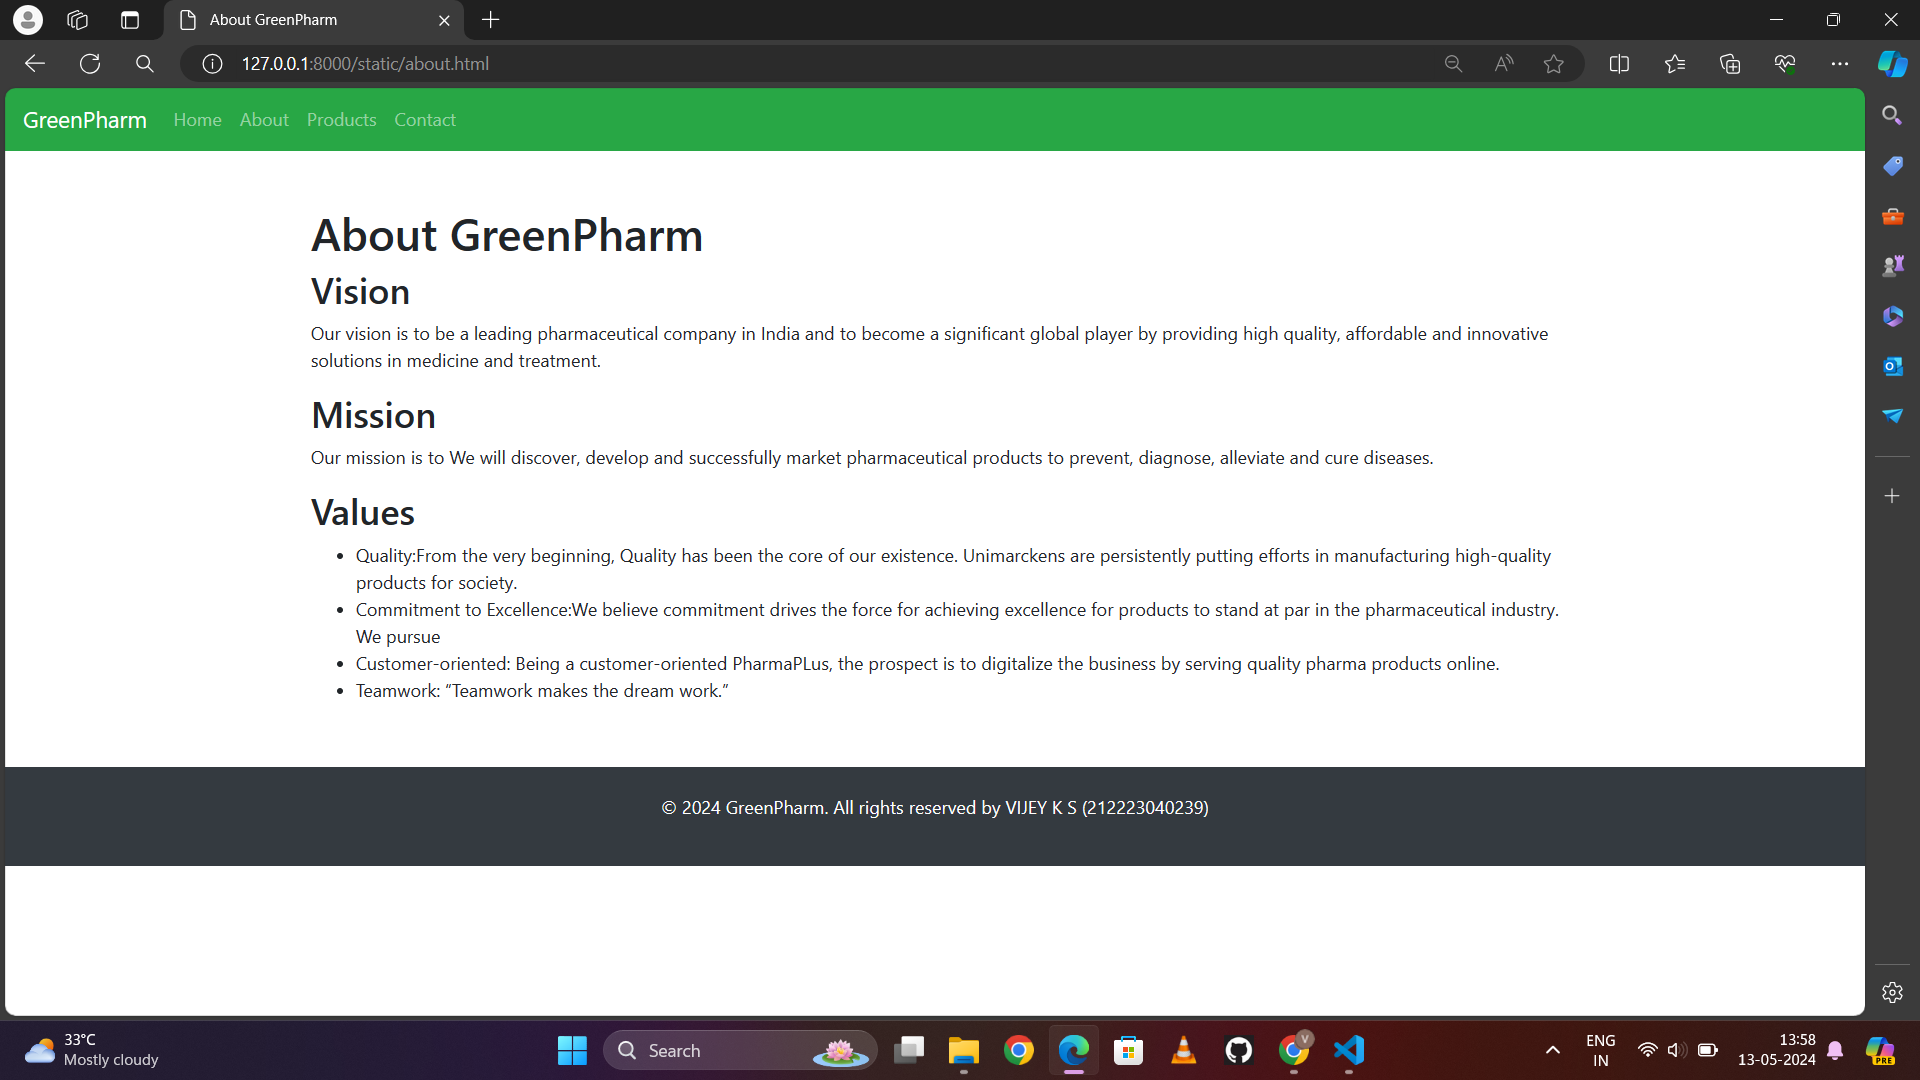 About GreenPharm
127.0.0.1:8000/static/about.html
GreenPharm Home About Products Contact
About GreenPharm
Vision
Our vision is to be a leading pharmaceutical company in India and to become a significant global player by providing high quality, affordable and innovative
solutions in medicine and treatment.
Mission
Our mission is to We will discover, develop and successfully market pharmaceutical products to prevent, diagnose, alleviate and cure diseases.
Values
• Quality:From the very beginning, Quality has been the core of our existence. Unimarckens are persistently putting efforts in manufacturing high-quality
products for society.
• Commitment to Excellence:We believe commitment drives the force for achieving excellence for products to stand at par in the pharmaceutical industry.
We pursue
• Customer-oriented: Being a customer-oriented PharmaPLus, the prospect is to digitalize the business by serving quality pharma products online.
• Teamwork: “Teamwork makes the dream work.”
© 2024 GreenPharm. All rights reserved by VIJEY K S (212223040239)
33°C
Mostly cloudy
Search
V
ENG
IN
13:58
13-05-2024
PRE